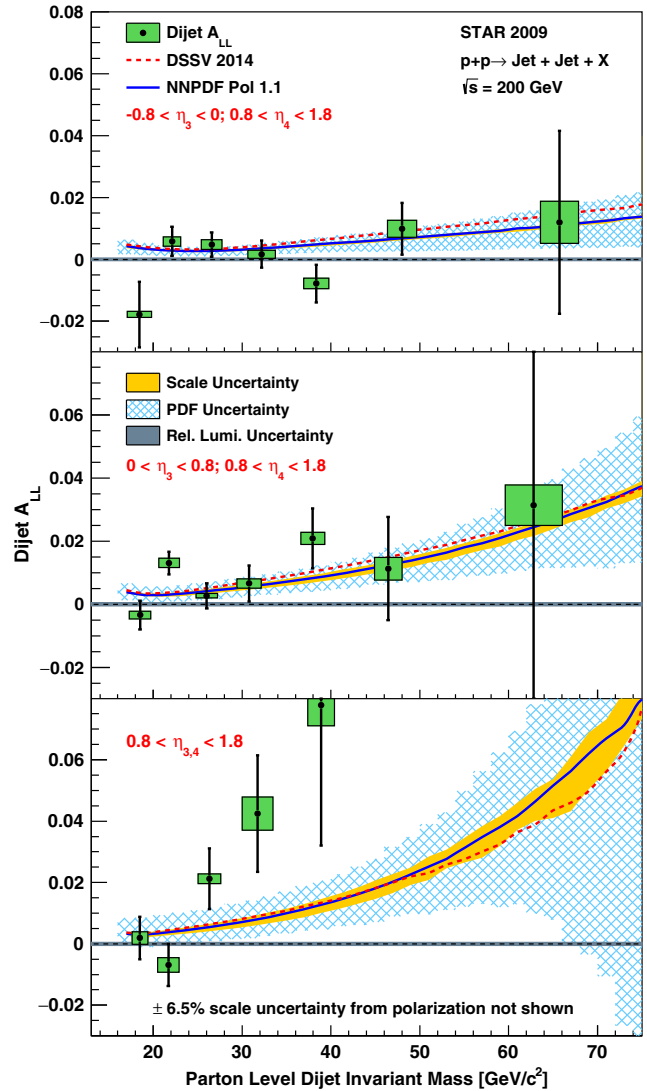 0.08
0.06
0.04
0.02
0
−0.02
Dijet A_LL
DSSV 2014
NNPDF Pol 1.1
-0.8 < η_3 < 0; 0.8 < η_4 < 1.8
STAR 2009
p+p→ Jet + Jet + X
√s = 200 GeV
0.06
0.04
0.02
0
−0.02
Scale Uncertainty
PDF Uncertainty
Rel. Lumi. Uncertainty
0 < η_3 < 0.8; 0.8 < η_4 < 1.8
Dijet A_LL
0.06
0.04
0.02
0
−0.02
0.8 < η_3,4 < 1.8
± 6.5% scale uncertainty from polarization not shown
20 30 40 50 60 70
Parton Level Dijet Invariant Mass [GeV/c²]